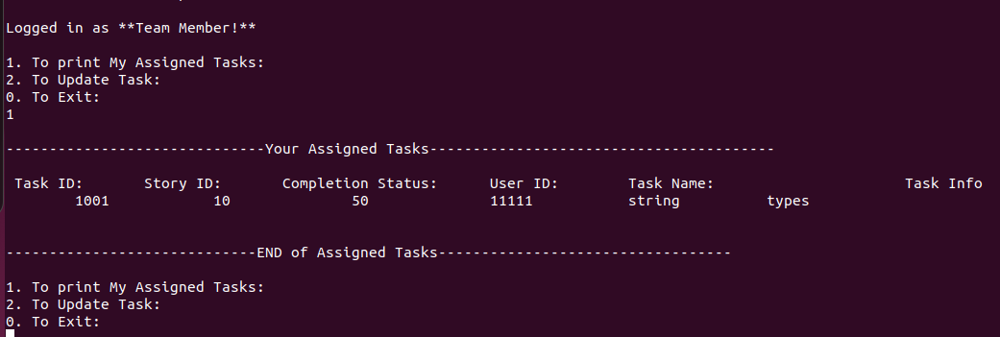 Logged in as **Team Member!**
1. To print My Assigned Tasks:
2. To Update Task:
0. To Exit:
1
------------------------------Your Assigned Tasks----------------------------------------
Task ID: Story ID: Completion Status: User ID: Task Name: Task Info
1001 10 50 11111 string types
-----------------------------END of Assigned Tasks----------------------------------
1. To print My Assigned Tasks:
2. To Update Task:
0. To Exit: